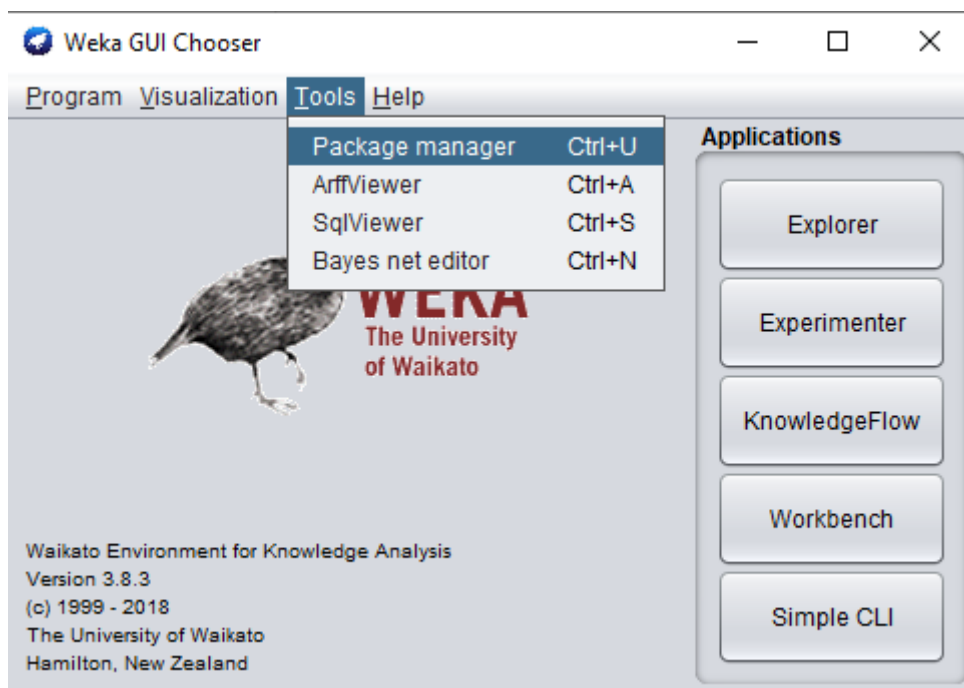 Weka GUI Chooser
Program Visualization Tools Help
Package manager Ctrl+U
ArffViewer Ctrl+A
SqlViewer Ctrl+S
Bayes net editor Ctrl+N
Applications
Explorer
Experimenter
KnowledgeFlow
Workbench
Simple CLI
WEKA
The University
of Waikato
Waikato Environment for Knowledge Analysis
Version 3.8.3
(c) 1999 - 2018
The University of Waikato
Hamilton, New Zealand